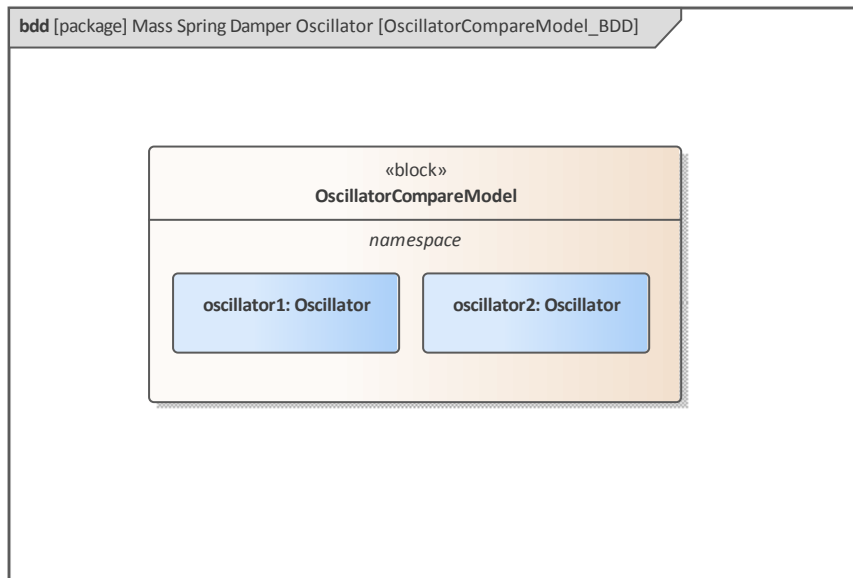 bdd [package] Mass Spring Damper Oscillator [OscillatorCompareModel_BDD]
«block»
OscillatorCompareModel
namespace
oscillator1: Oscillator
oscillator2: Oscillator